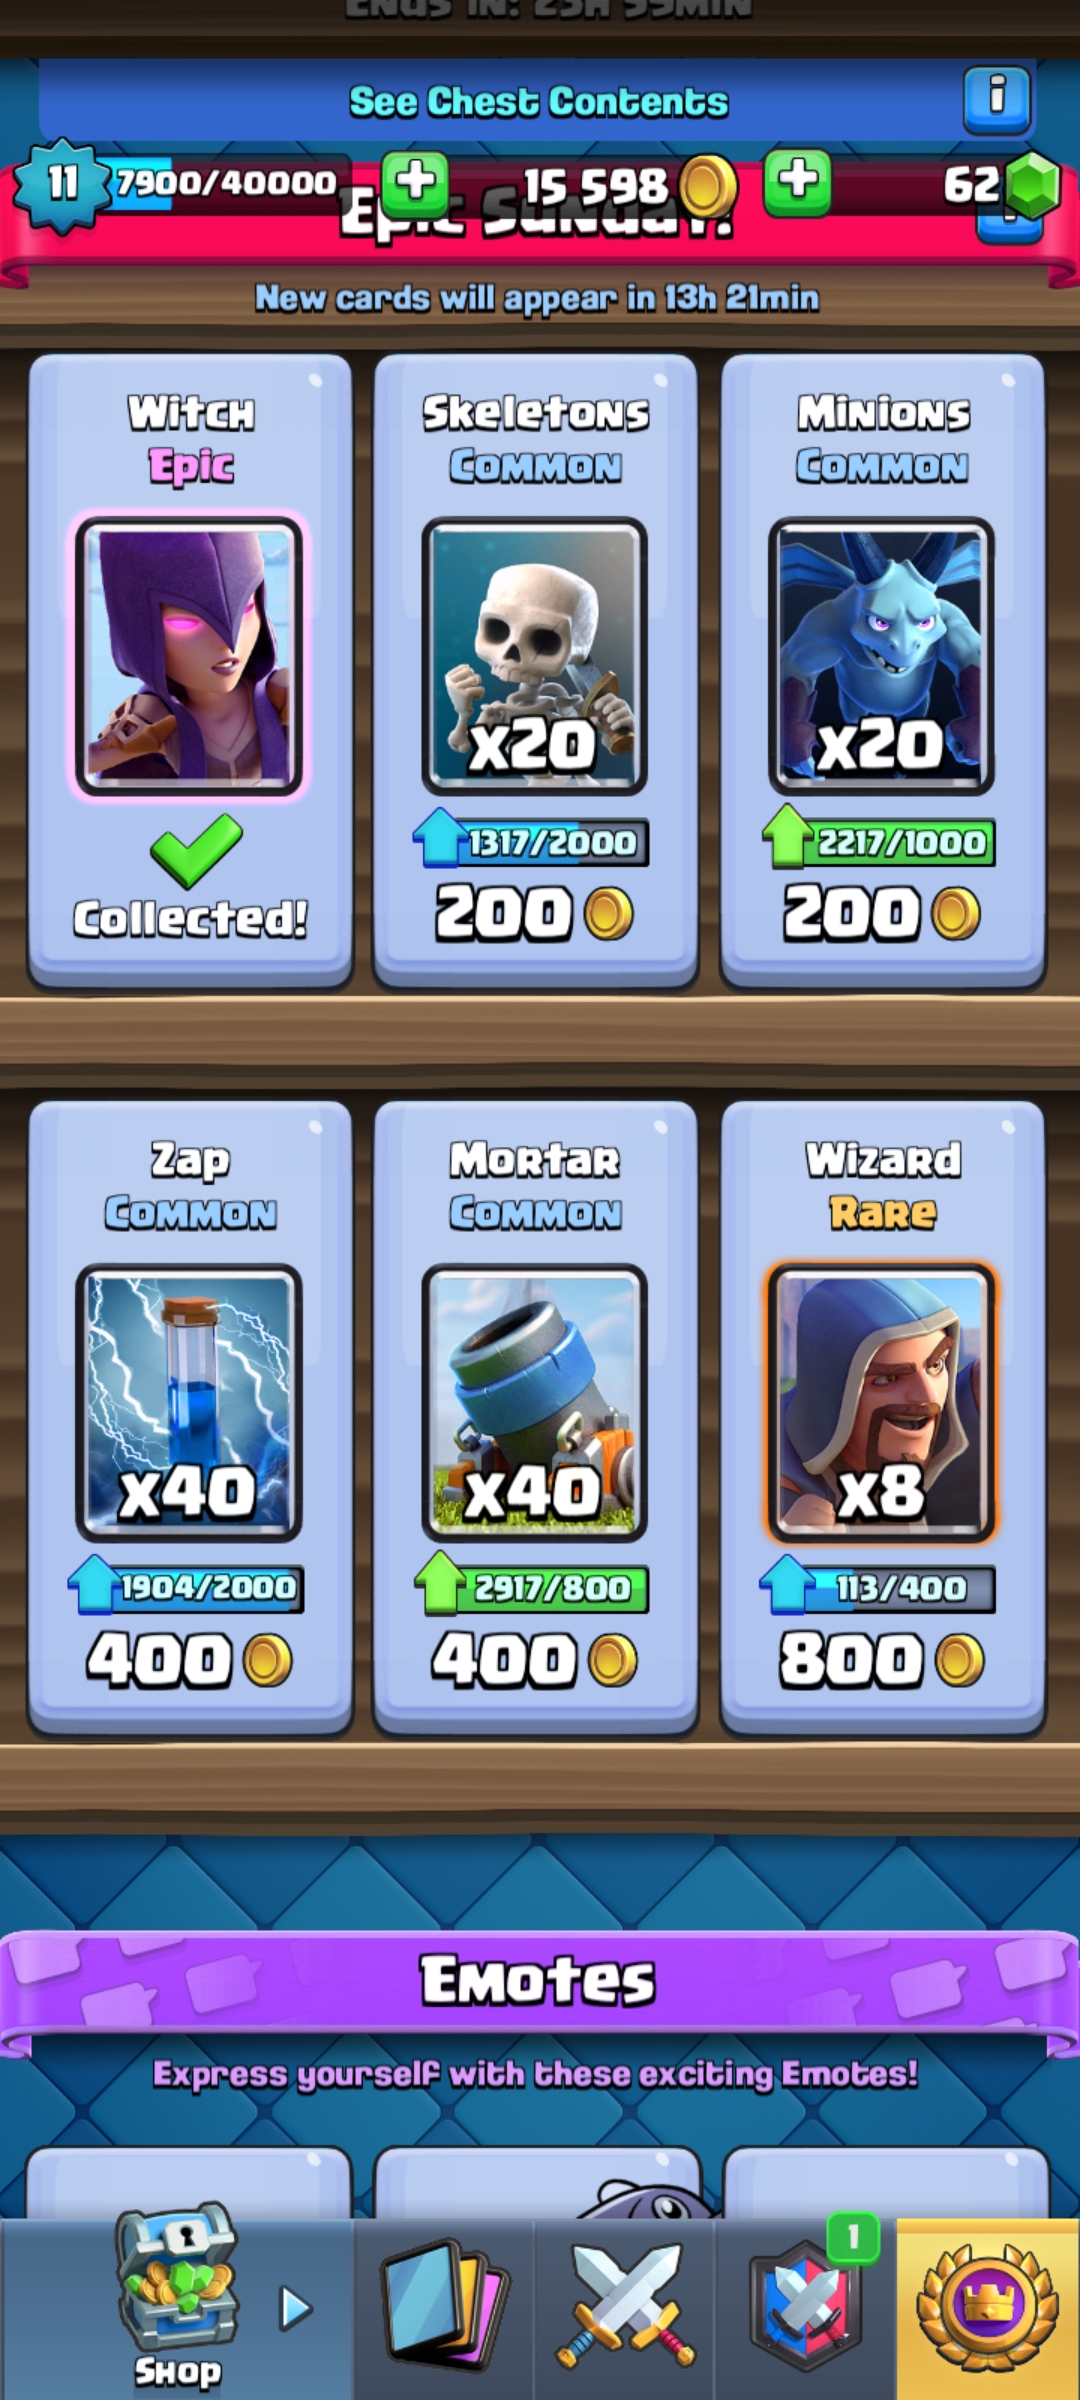 ENDS IN: 23H 59MIN
See Chest Contents
i
11
7900/40000
+
15 598
+
62
Epic Sunday!
New cards will appear in 13h 21min
Witch
Epic
Collected!
Skeletons
Common
x20
1317/2000
200
Minions
Common
x20
2217/1000
200
Zap
Common
x40
1904/2000
400
Mortar
Common
x40
2917/800
400
Wizard
Rare
x8
113/400
800
Emotes
Express yourself with these exciting Emotes!
Shop
1